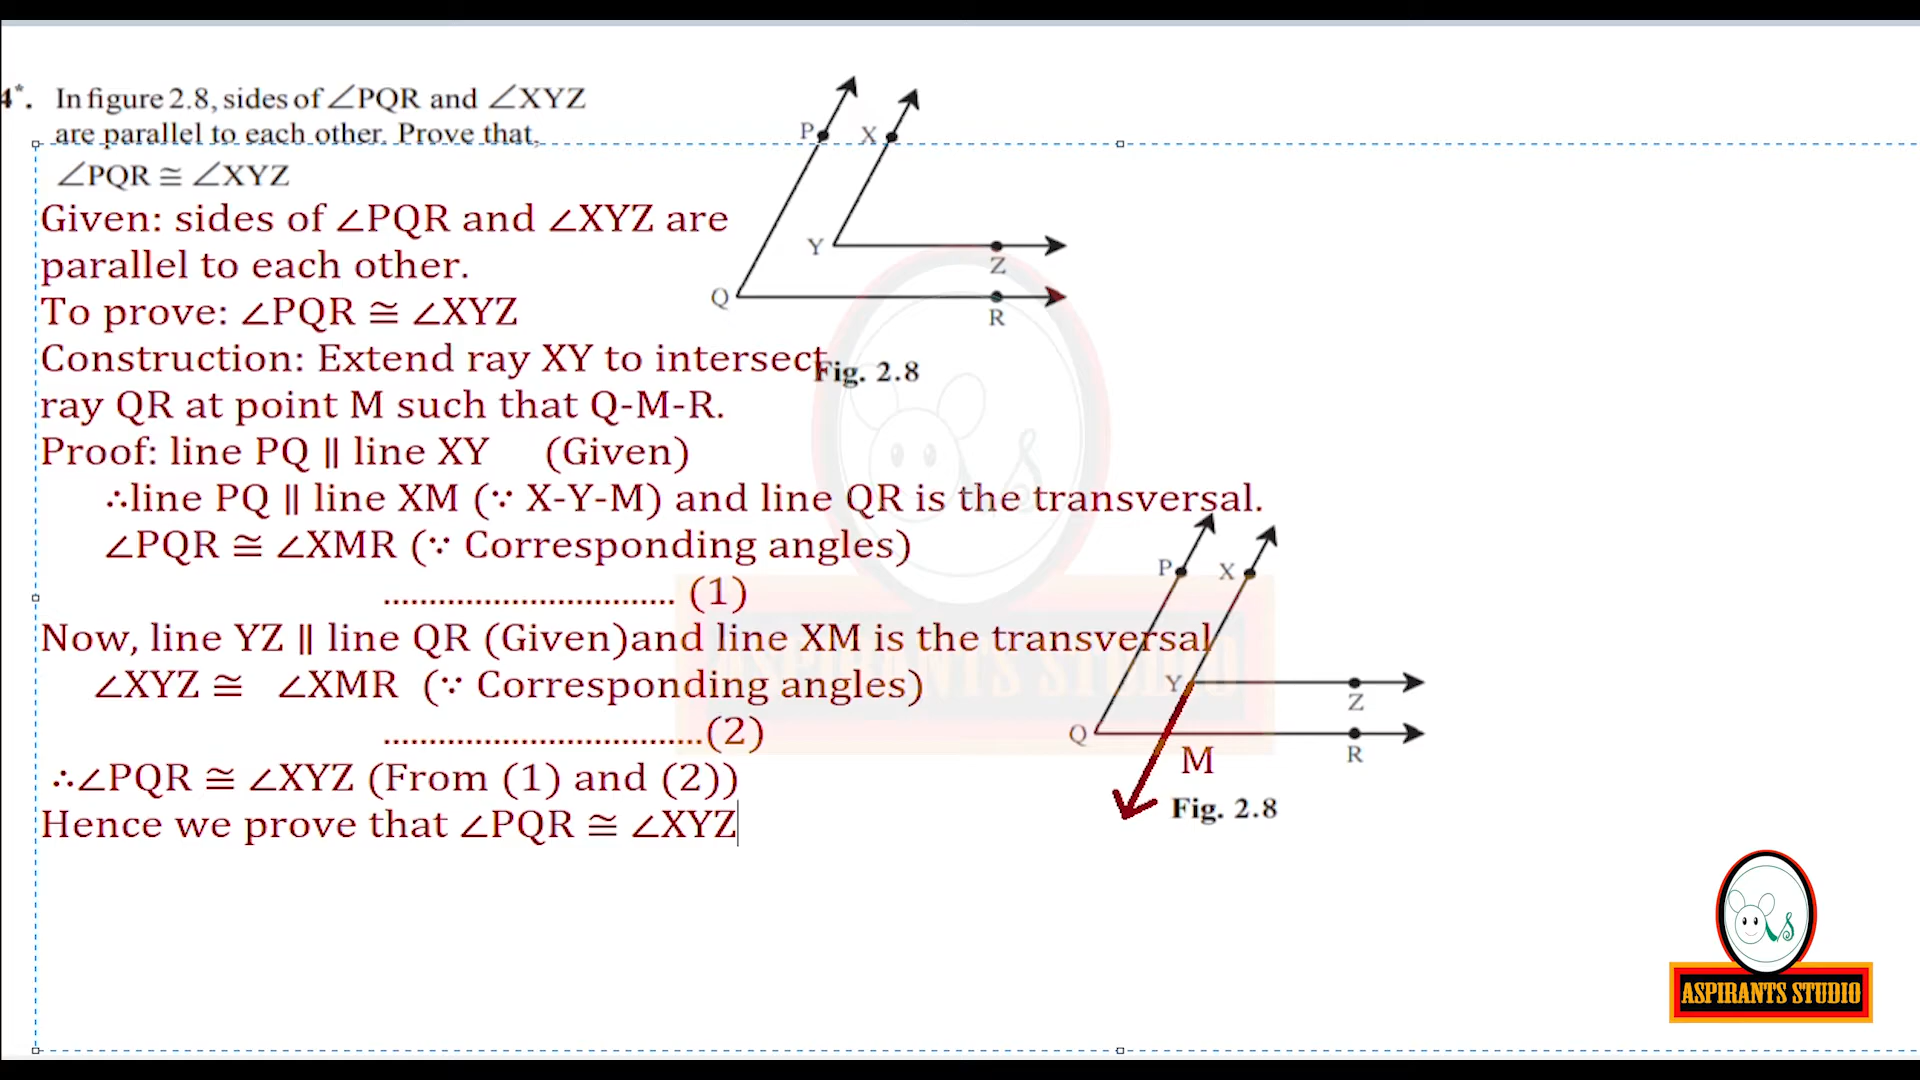 4*. In figure 2.8, sides of ∠PQR and ∠XYZ
are parallel to each other. Prove that,
∠PQR ≅ ∠XYZ
P X
Y
Z
Q
R
Fig. 2.8
Given: sides of ∠PQR and ∠XYZ are
parallel to each other.
To prove: ∠PQR ≅ ∠XYZ
Construction: Extend ray XY to intersect
ray QR at point M such that Q-M-R.
Proof: line PQ ∥ line XY (Given)
∴line PQ ∥ line XM (∵ X-Y-M) and line QR is the transversal.
∠PQR ≅ ∠XMR (∵ Corresponding angles)
................................ (1)
Now, line YZ ∥ line QR (Given)and line XM is the transversal
∠XYZ ≅ ∠XMR (∵ Corresponding angles)
...................................(2)
∴∠PQR ≅ ∠XYZ (From (1) and (2))
Hence we prove that ∠PQR ≅ ∠XYZ
P X
Y
Z
Q
M
R
Fig. 2.8
ASPIRANTS STUDIO
ASPIRANTS STUDIO